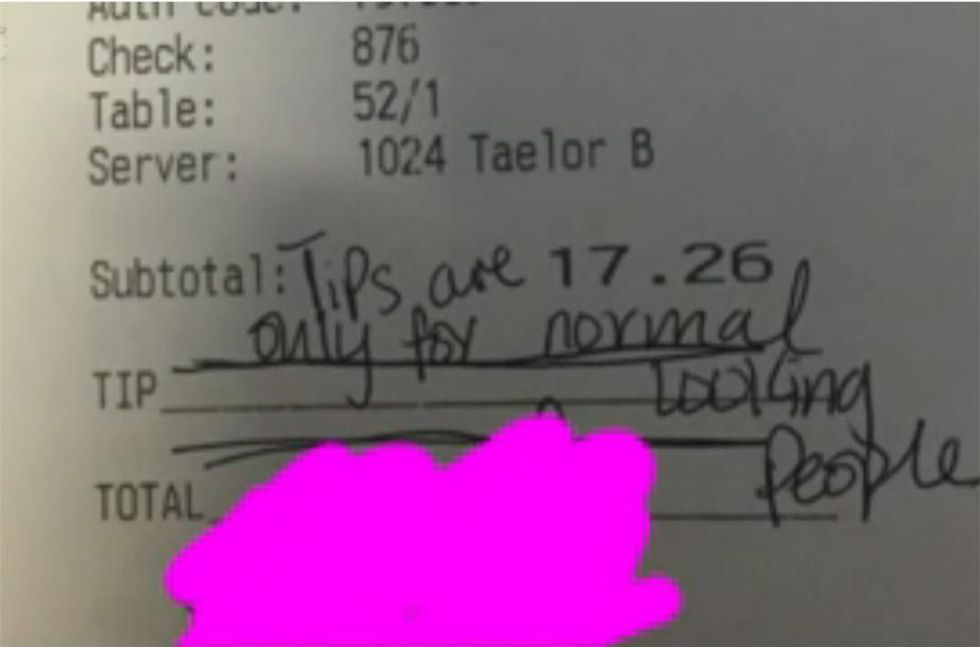 Check: 876
Table: 52/1
Server: 1024 Taelor B
Subtotal: Tips are 17.26
only for normal
TIP looking
People
TOTAL